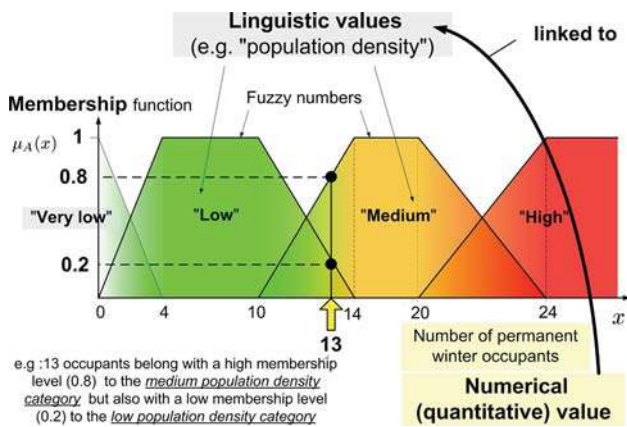 Linguistic values
(e.g. "population density")
linked to
Membership function
Fuzzy numbers
μ_A(x)
1
0.8
"Very low"
"Low"
"Medium"
"High"
0.2
0
0
4
10
14
20
24
x
13
Number of permanent
winter occupants
e.g :13 occupants belong with a high membership
level (0.8) to the medium population density
category but also with a low membership level
(0.2) to the low population density category
Numerical
(quantitative) value